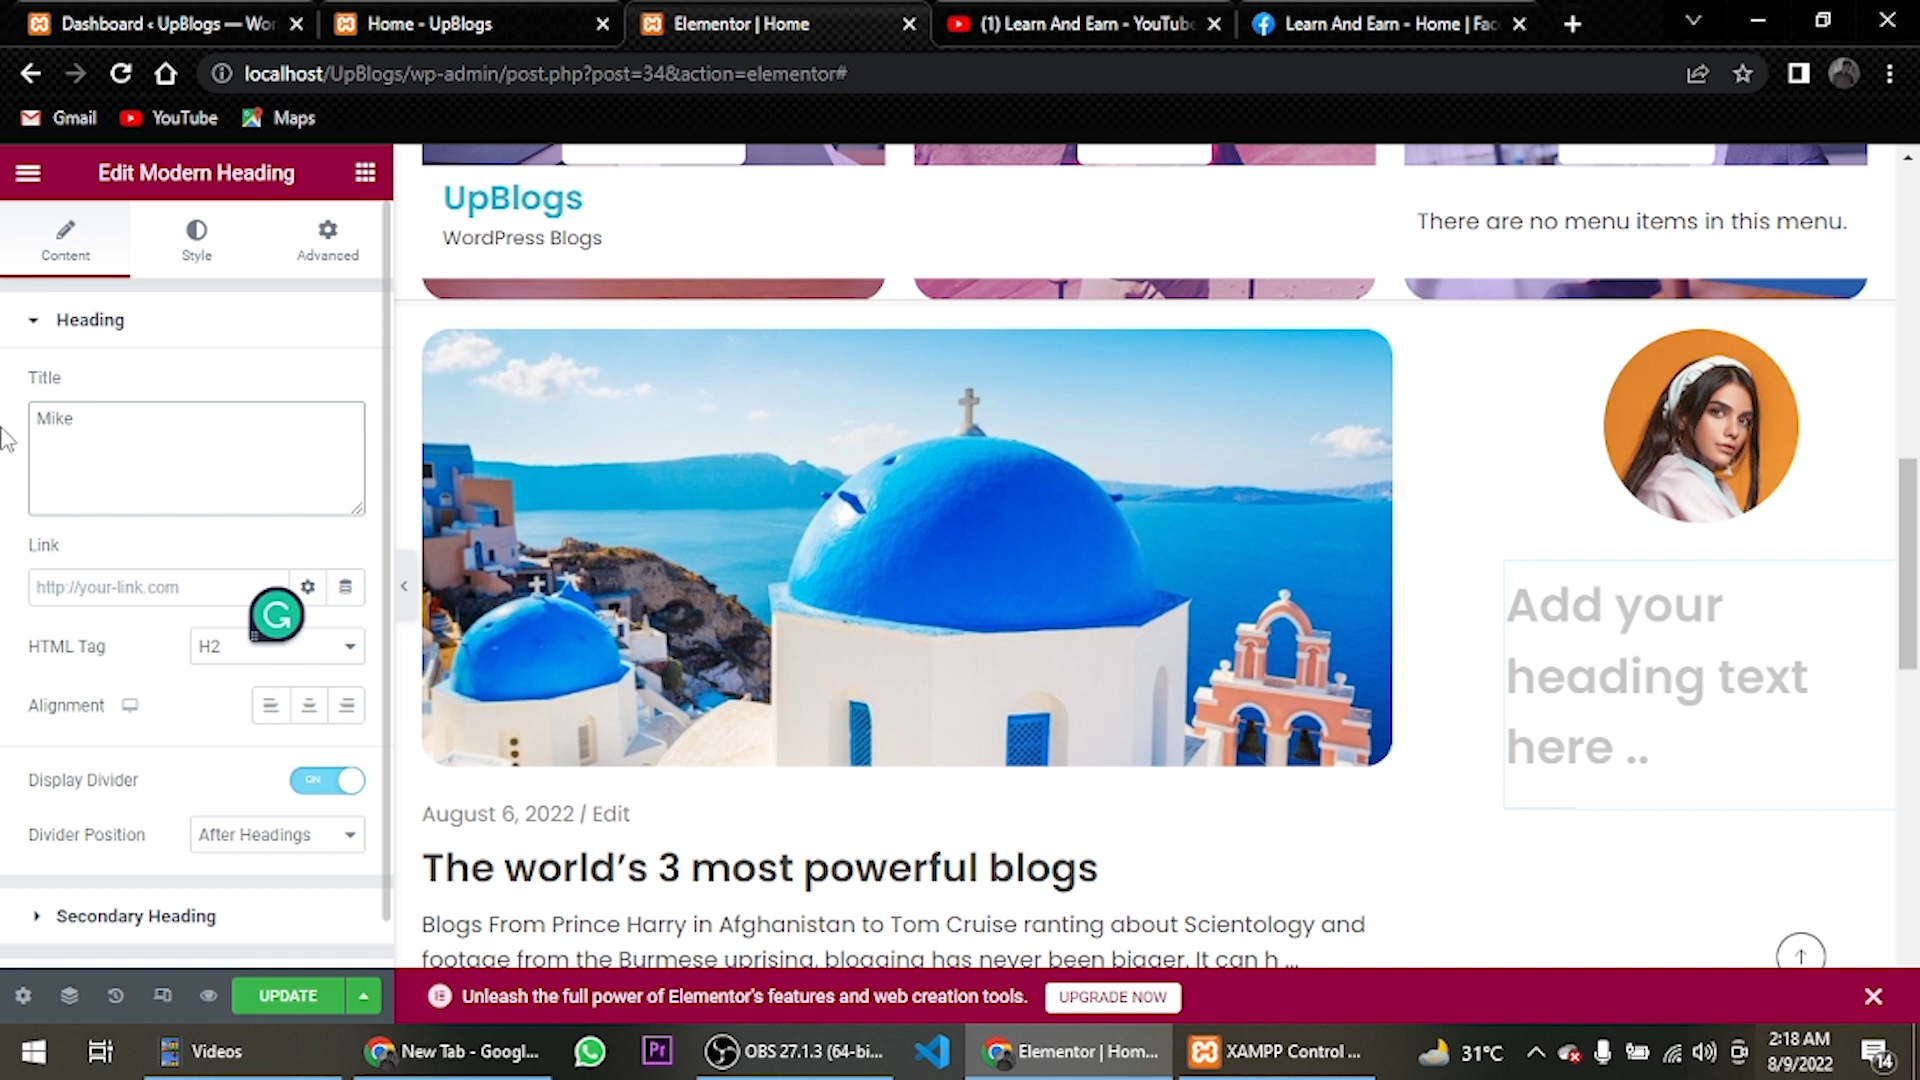 Dashboard ‹ UpBlogs — Wor
Home - UpBlogs
Elementor | Home
(1) Learn And Earn - YouTube
Learn And Earn - Home | Fac
localhost/UpBlogs/wp-admin/post.php?post=34&action=elementor#
Gmail
YouTube
Maps
Edit Modern Heading
Content
Style
Advanced
Heading
Title
Mike
Link
http://your-link.com
HTML Tag
H2
Alignment
Display Divider
ON
Divider Position
After Headings
Secondary Heading
UPDATE
UpBlogs
WordPress Blogs
There are no menu items in this menu.
Add your
heading text
here ..
August 6, 2022 / Edit
The world’s 3 most powerful blogs
Blogs From Prince Harry in Afghanistan to Tom Cruise ranting about Scientology and
footage from the Burmese uprising, blogging has never been bigger. It can h ...
Unleash the full power of Elementor's features and web creation tools.
UPGRADE NOW
Videos
New Tab - Googl...
Pr
OBS 27.1.3 (64-bi...
Elementor | Hom...
XAMPP Control ...
31°C
2:18 AM
8/9/2022
14